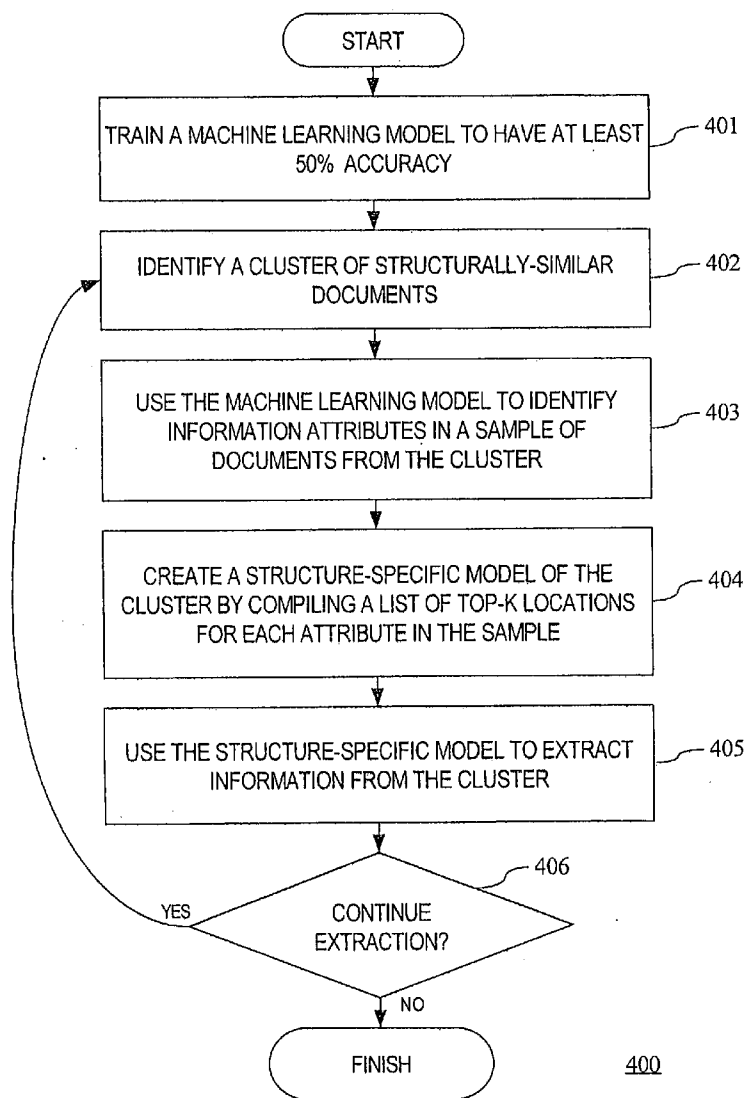 START
TRAIN A MACHINE LEARNING MODEL TO HAVE AT LEAST
50% ACCURACY
401
IDENTIFY A CLUSTER OF STRUCTURALLY-SIMILAR
DOCUMENTS
402
USE THE MACHINE LEARNING MODEL TO IDENTIFY
INFORMATION ATTRIBUTES IN A SAMPLE OF
DOCUMENTS FROM THE CLUSTER
403
CREATE A STRUCTURE-SPECIFIC MODEL OF THE
CLUSTER BY COMPILING A LIST OF TOP-K LOCATIONS
FOR EACH ATTRIBUTE IN THE SAMPLE
404
USE THE STRUCTURE-SPECIFIC MODEL TO EXTRACT
INFORMATION FROM THE CLUSTER
405
406
YES
CONTINUE
EXTRACTION?
NO
FINISH
400